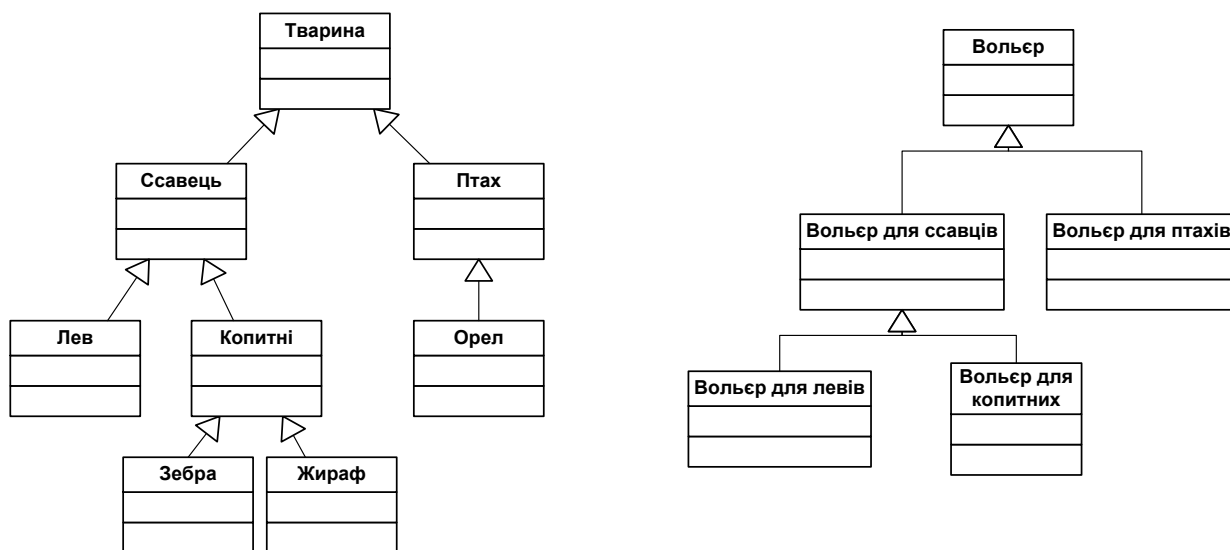 Тварина
Ссавець
Птах
Лев
Копитні
Орел
Зебра
Жираф
Вольєр
Вольєр для ссавців
Вольєр для птахів
Вольєр для левів
Вольєр для
копитних